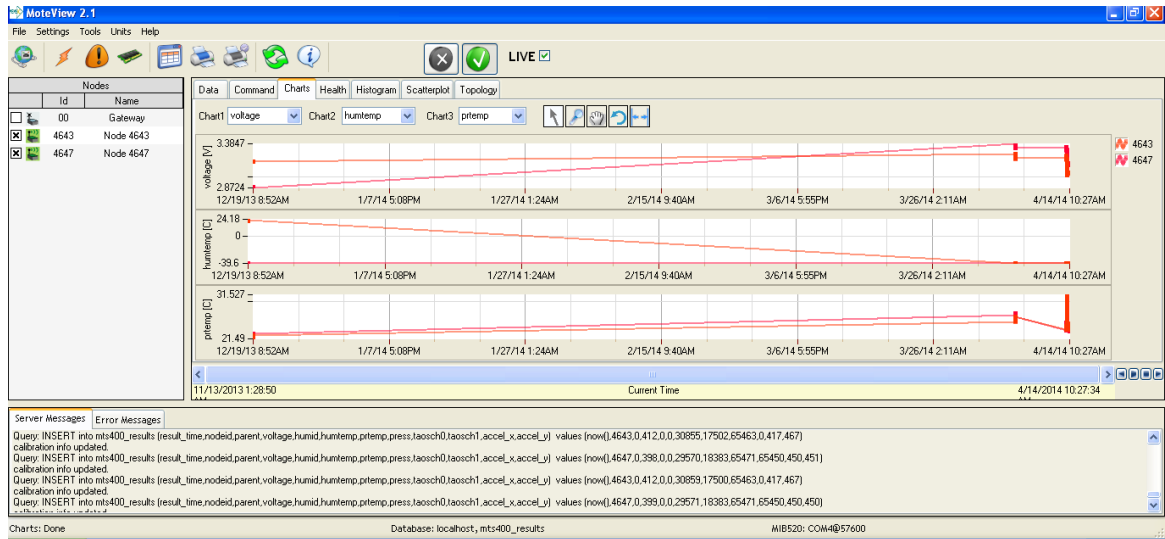 MoteView 2.1
File Settings Tools Units Help
LIVE
Nodes
Id Name
00 Gateway
4643 Node 4643
4647 Node 4647
Data Command Charts Health Histogram Scatterplot Topology
Chart1 voltage Chart2 humtemp Chart3 prtemp
voltage [V]
3.3847
2.8724
12/19/13 8:52AM 1/7/14 5:08PM 1/27/14 1:24AM 2/15/14 9:40AM 3/6/14 5:55PM 3/26/14 2:11AM 4/14/14 10:27AM
4643
4647
humtemp [C]
24.18
0
-39.6
12/19/13 8:52AM 1/7/14 5:08PM 1/27/14 1:24AM 2/15/14 9:40AM 3/6/14 5:55PM 3/26/14 2:11AM 4/14/14 10:27AM
prtemp [C]
31.527
21.49
12/19/13 8:52AM 1/7/14 5:08PM 1/27/14 1:24AM 2/15/14 9:40AM 3/6/14 5:55PM 3/26/14 2:11AM 4/14/14 10:27AM
11/13/2013 1:28:50 Current Time 4/14/2014 10:27:34
Server Messages Error Messages
Query: INSERT into mts400_results (result_time,nodeid,parent,voltage,humid,humtemp,prtemp,press,taosch0,taosch1,accel_x,accel_y) values (now(),4643,0,412,0,0,30855,17502,65463,0,417,467)
calibration info updated.
Query: INSERT into mts400_results (result_time,nodeid,parent,voltage,humid,humtemp,prtemp,press,taosch0,taosch1,accel_x,accel_y) values (now(),4647,0,398,0,0,29570,18383,65471,65450,450,451)
calibration info updated.
Query: INSERT into mts400_results (result_time,nodeid,parent,voltage,humid,humtemp,prtemp,press,taosch0,taosch1,accel_x,accel_y) values (now(),4643,0,412,0,0,30859,17500,65463,0,417,467)
calibration info updated.
Query: INSERT into mts400_results (result_time,nodeid,parent,voltage,humid,humtemp,prtemp,press,taosch0,taosch1,accel_x,accel_y) values (now(),4647,0,399,0,0,29571,18383,65471,65450,450,450)
Charts: Done Database: localhost, mts400_results MIB520: COM4@57600